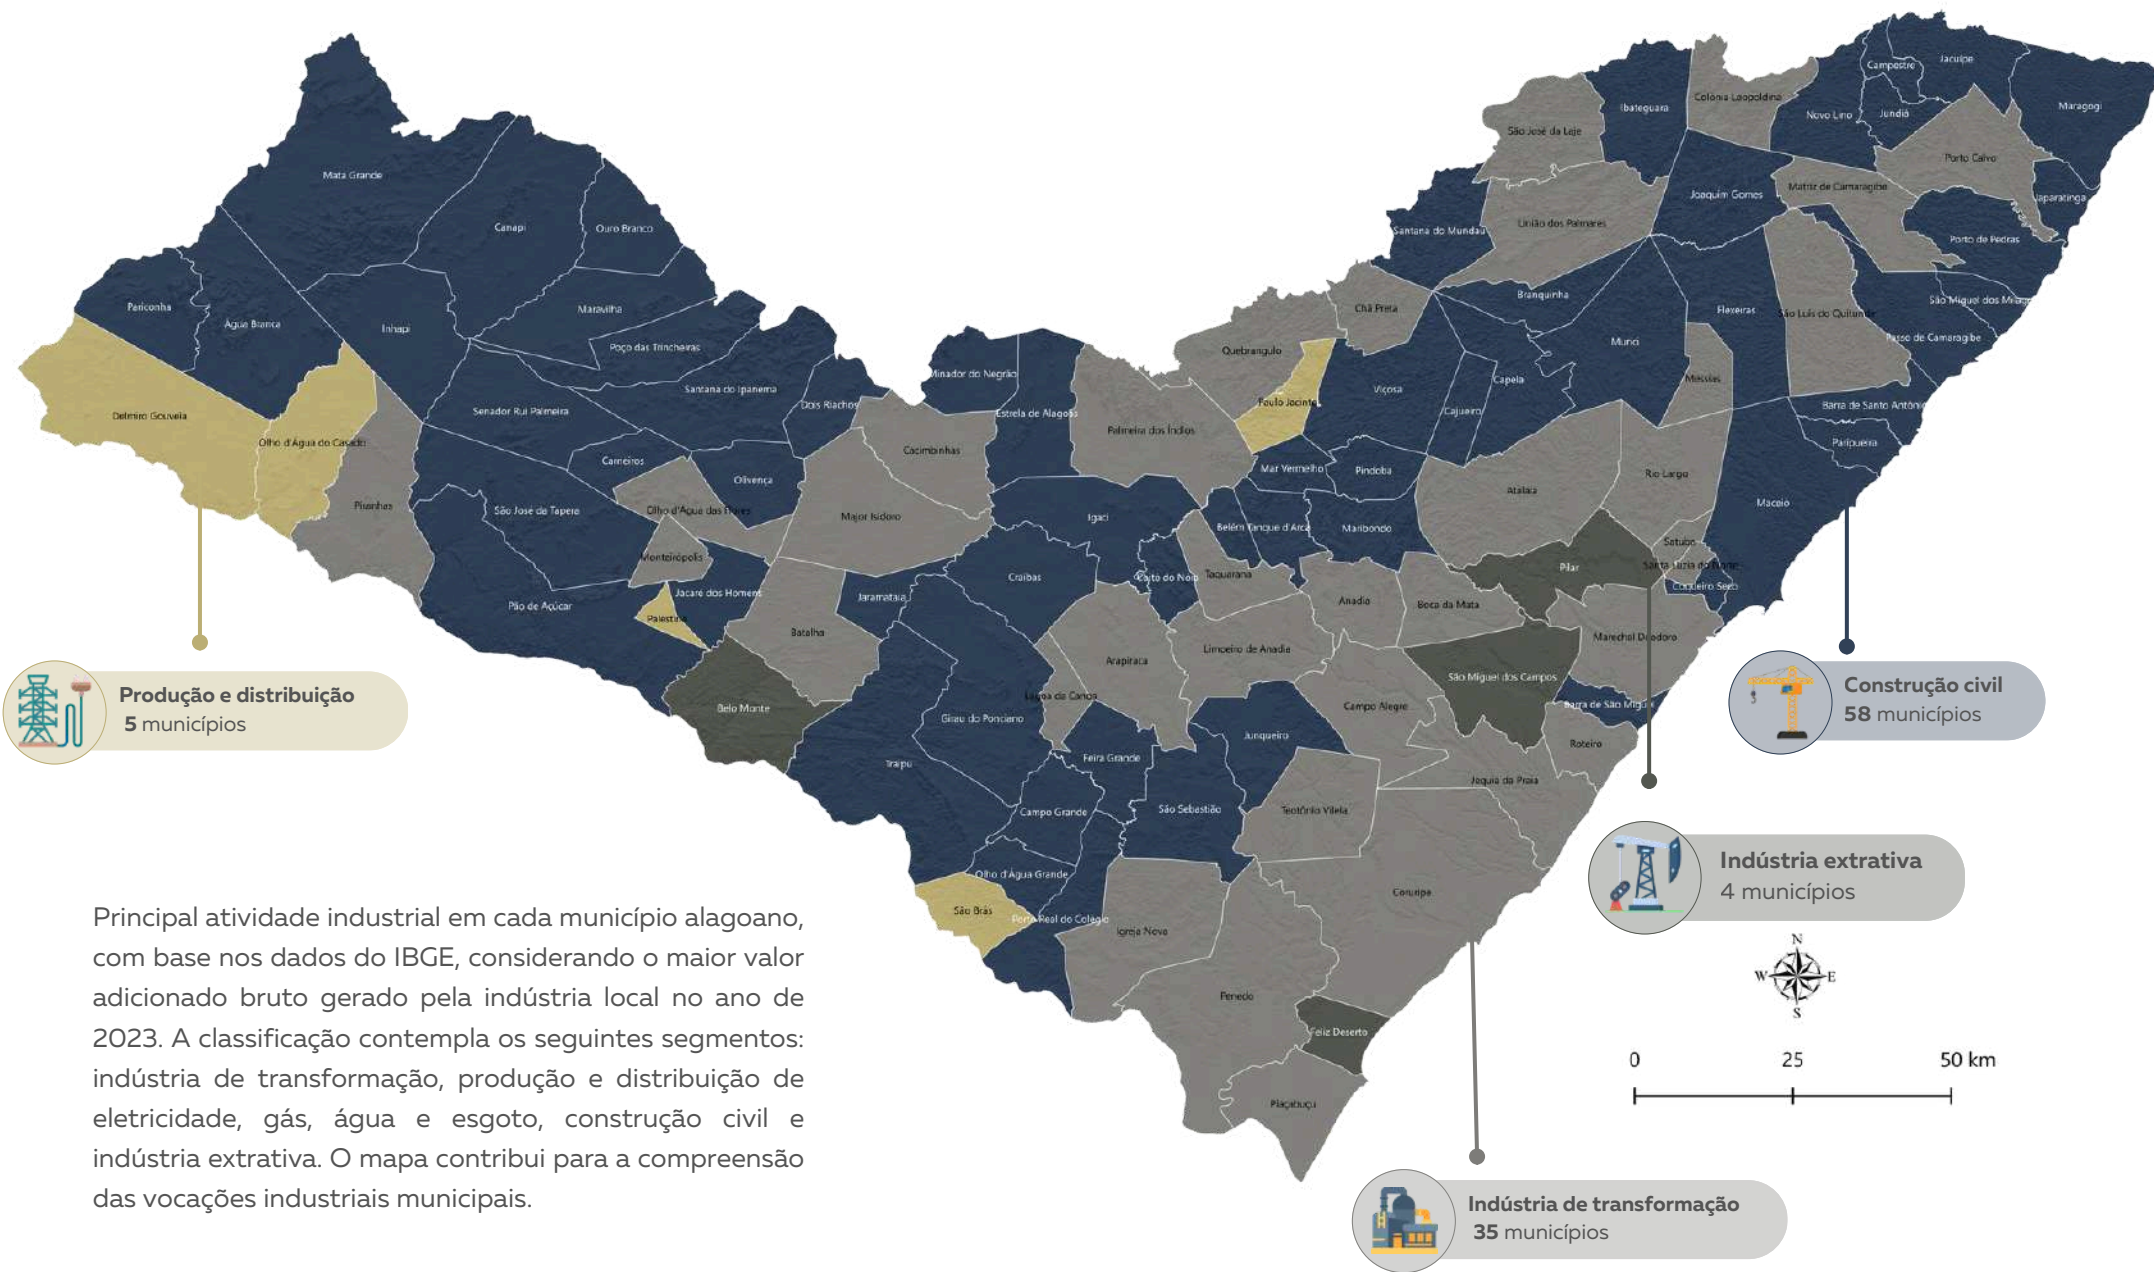 Campestre
Jacuípe
Colônia Leopoldina
Ibateguara
Maragogi
Novo Lino
Jundiá
São José da Laje
Porto Calvo
Mata Grande
Matriz de Camaragibe
Joaquim Gomes
Japaratinga
Canapi
Ouro Branco
União dos Palmares
Santana do Mundaú
Porto de Pedras
Branquinha
São Miguel dos Milag
Pariconha
Chã Preta
Maravilha
Flexeiras
São Luís do Quitunde
Água Branca
Inhapi
Passo de Camaragibe
Murici
Poço das Trincheiras
Quebrangulo
Minador do Negrão
Messias
Capela
Santana do Ipanema
Viçosa
Paulo Jacinto
Dois Riachos
Barra de Santo Antônio
Senador Rui Palmeira
Estrela de Alagoas
Cajueiro
Delmiro Gouveia
Palmeira dos Índios
Olho d'Água do Casado
Paripueira
Cacimbinhas
Carneiros
Mar Vermelho
Pindoba
Rio Largo
Olivença
Atalaia
Maceió
Piranhas
São José da Tapera
Olho d'Água das Flores
Major Isidoro
Igaci
Belém
Tanque d'Arca
Maribondo
Satuba
Monteirópolis
Pilar
Santa Luzia do Norte
Craíbas
Coité do Nóia
Taquarana
Coqueiro Seco
Jacaré dos Homens
Jaramataia
Anadia
Boca da Mata
Pão de Açúcar
Palestina
Batalha
Marechal Deodoro
Limoeiro de Anadia
Arapiraca
São Miguel dos Campos
Lagoa da Canoa
Belo Monte
Campo Alegre
Barra de São Miguel
Girau do Ponciano
Junqueiro
Roteiro
Feira Grande
Traipu
Jequiá da Praia
Campo Grande
São Sebastião
Teotônio Vilela
Olho d'Água Grande
Coruripe
São Brás
Porto Real do Colégio
Igreja Nova
Penedo
Feliz Deserto
Piaçabuçu
Produção e distribuição
5 municípios
Construção civil
58 municípios
Indústria extrativa
4 municípios
Indústria de transformação
35 municípios
N
W E
S
0 25 50 km
Principal atividade industrial em cada município alagoano,
com base nos dados do IBGE, considerando o maior valor
adicionado bruto gerado pela indústria local no ano de
2023. A classificação contempla os seguintes segmentos:
indústria de transformação, produção e distribuição de
eletricidade, gás, água e esgoto, construção civil e
indústria extrativa. O mapa contribui para a compreensão
das vocações industriais municipais.